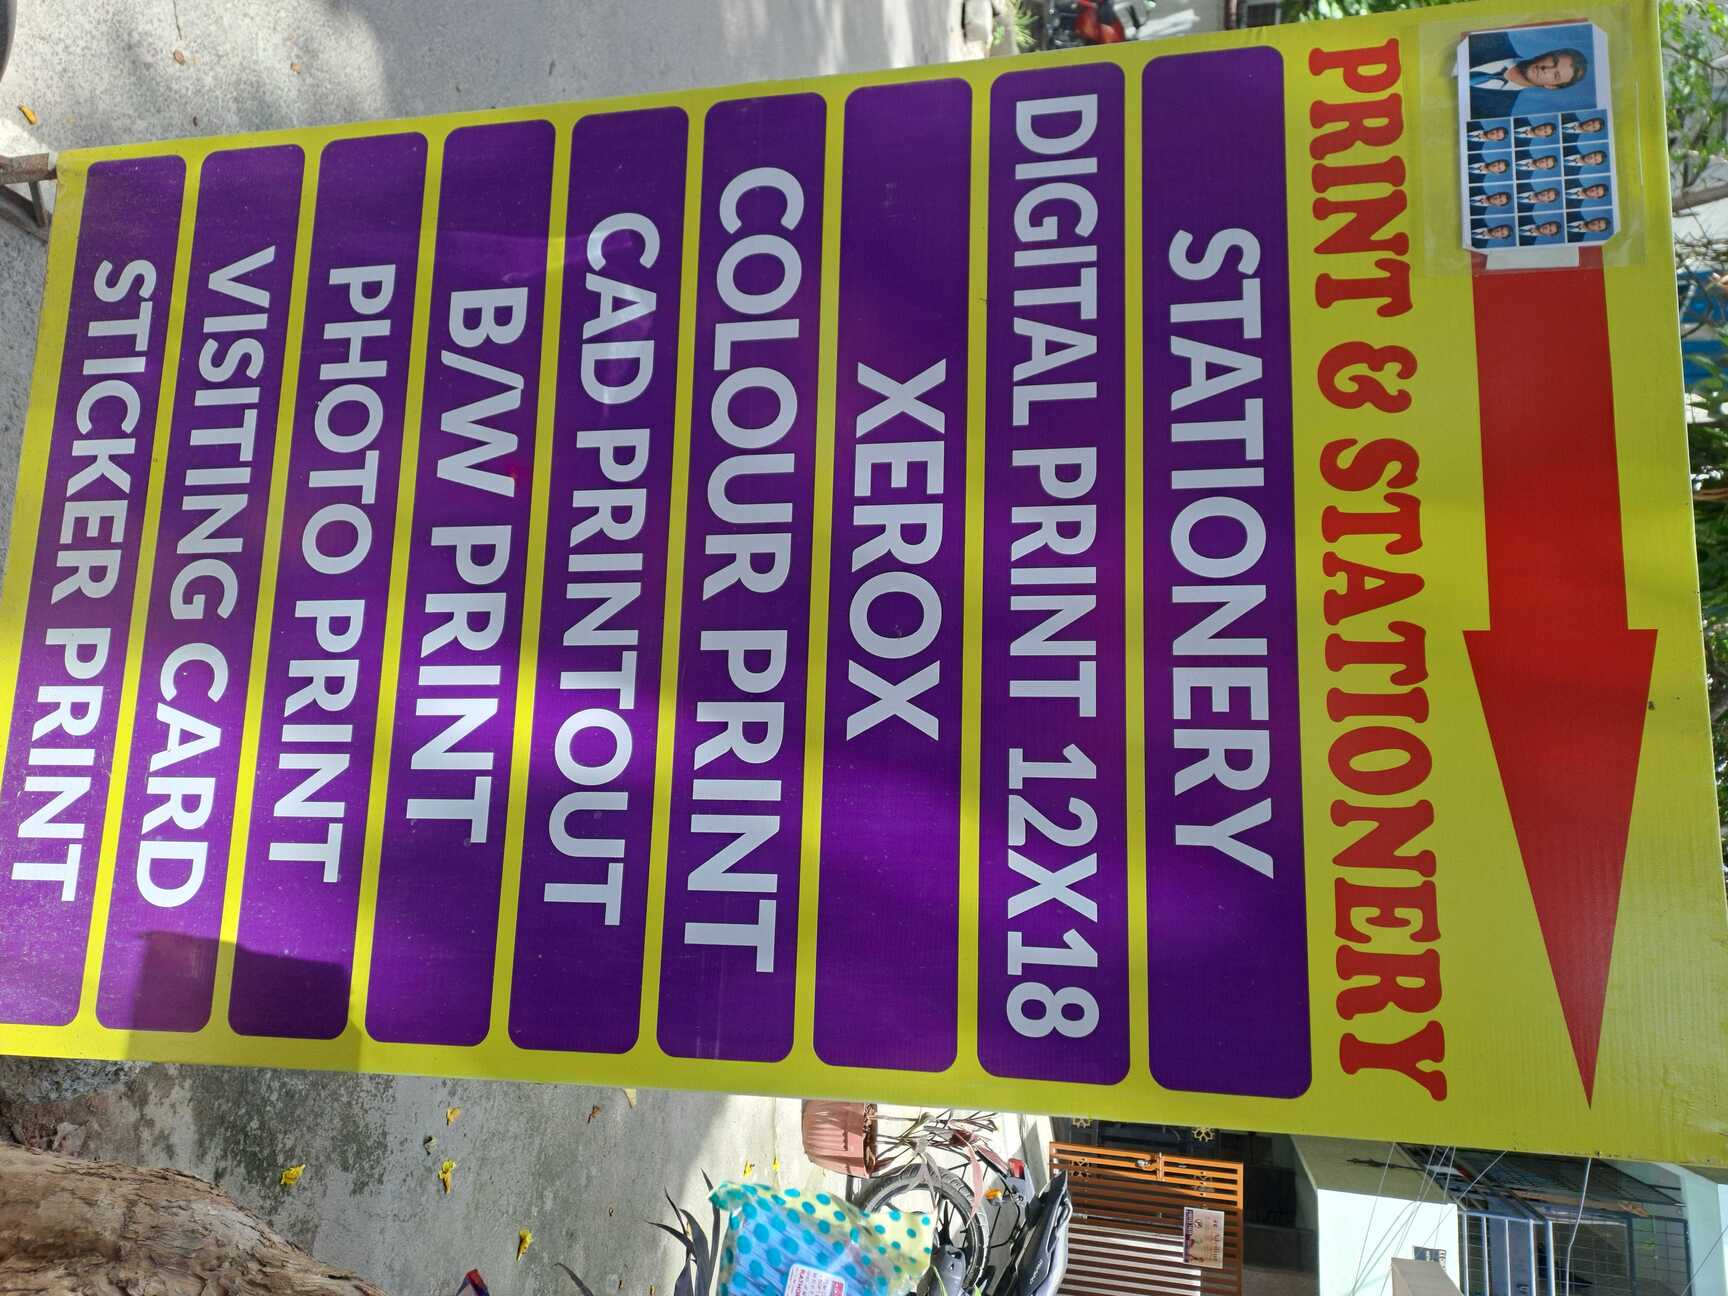 PRINT & STATIONERY
STATIONERY
DIGITAL PRINT 12X18
XEROX
COLOUR PRINT
CAD PRINTOUT
B/W PRINT
PHOTO PRINT
VISITING CARD
STICKER PRINT